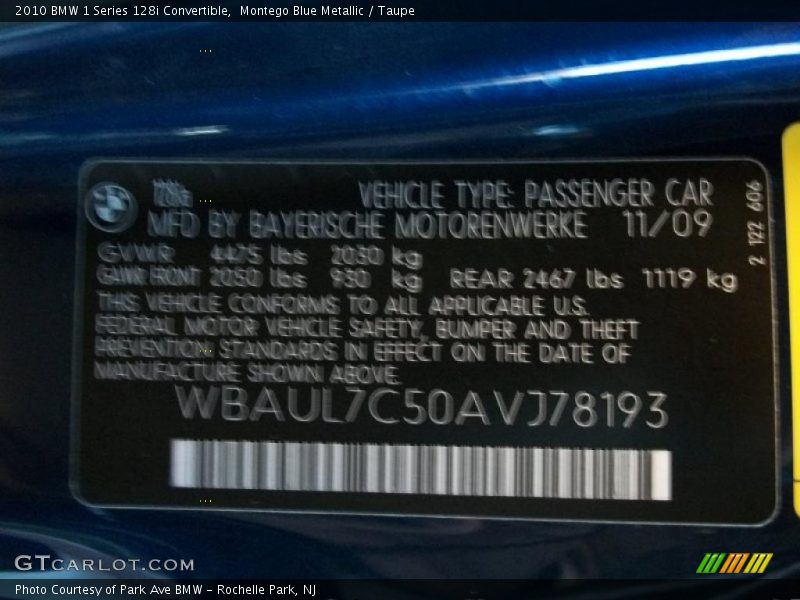 2010 BMW 1 Series 128i Convertible,  Montego Blue Metallic / Taupe
128i VEHICLE TYPE: PASSENGER CAR
MFD BY BAYERISCHE MOTORENWERKE 11/09
2 122 606
GVWR 4475 lbs 2030 kg
GAWR FRONT 2050 lbs 930 kg REAR 2467 lbs 1119 kg
THIS VEHICLE CONFORMS TO ALL APPLICABLE U.S.
FEDERAL MOTOR VEHICLE SAFETY, BUMPER AND THEFT
PREVENTION STANDARDS IN EFFECT ON THE DATE OF
MANUFACTURE SHOWN ABOVE.
WBAUL7C50AVJ78193
GTCARLOT.COM
Photo Courtesy of Park Ave BMW - Rochelle Park, NJ